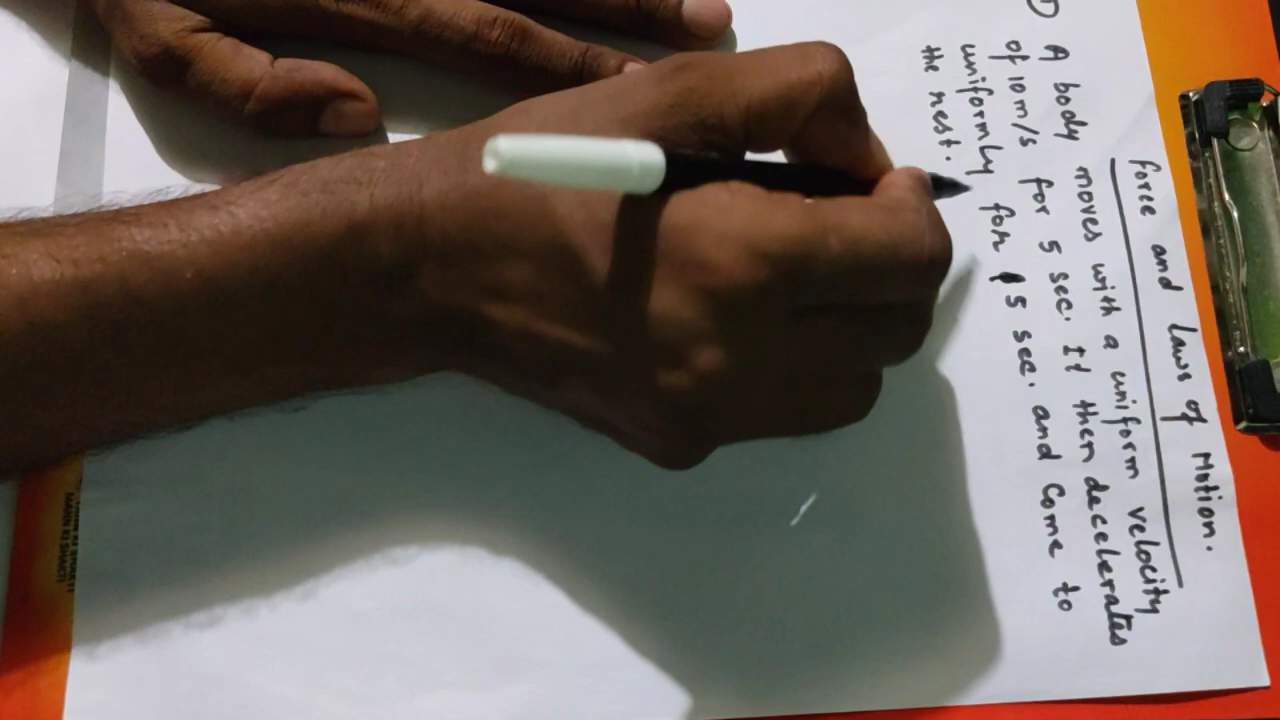 Force and Laws of Motion.
1) A body moves with a uniform velocity
of 10 m/s for 5 sec. It then decelerates
uniformly for 5 sec. and Come to
the rest.